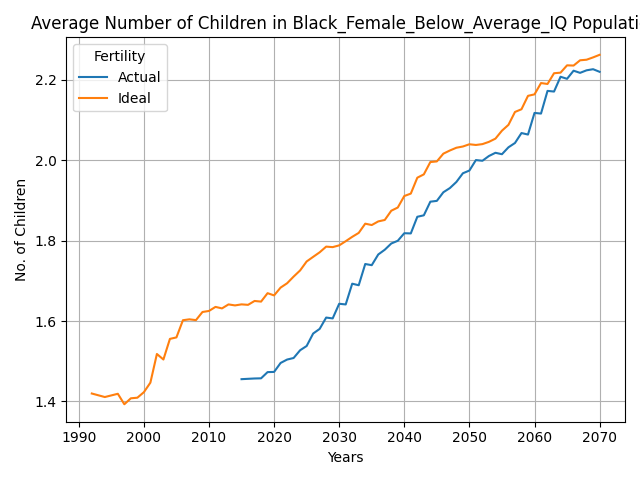 Average Number of Children in Black_Female_Below_Average_IQ Populati
Fertility
Actual
Ideal
No. of Children
2.2
2.0
1.8
1.6
1.4
1990 2000 2010 2020 2030 2040 2050 2060 2070
Years